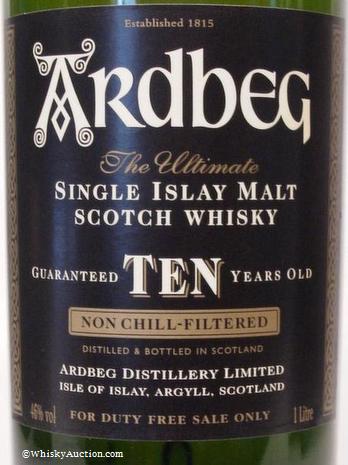 Established 1815
ARDBEG
The Ultimate
SINGLE ISLAY MALT
SCOTCH WHISKY
GUARANTEED TEN YEARS OLD
NON CHILL-FILTERED
DISTILLED & BOTTLED IN SCOTLAND
ARDBEG DISTILLERY LIMITED
ISLE OF ISLAY, ARGYLL, SCOTLAND
46% vol FOR DUTY FREE SALE ONLY 1 Litre
©WhiskyAuction.com